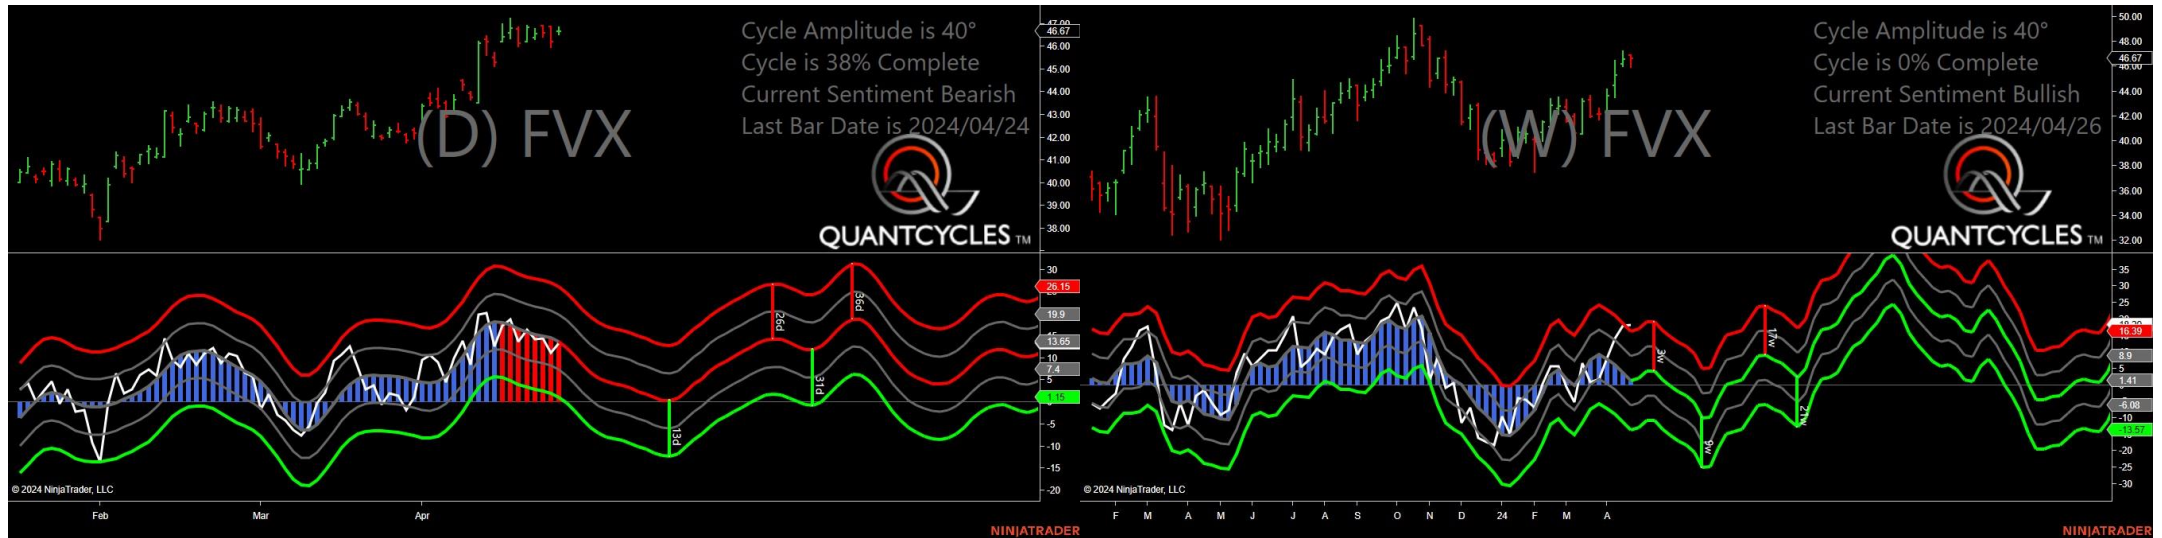 Cycle Amplitude is 40°
Cycle is 38% Complete
Current Sentiment Bearish
Last Bar Date is 2024/04/24
(D) FVX
QUANTCYCLES TM
47.00
46.67
46.00
45.00
44.00
43.00
42.00
41.00
40.00
39.00
38.00
30
26.15
19.9
13.65
10
7.4
5
1.15
-5
-10
-15
-20
26d
36d
31d
13d
© 2024 NinjaTrader, LLC
Feb Mar Apr
NINJATRADER
Cycle Amplitude is 40°
Cycle is 0% Complete
Current Sentiment Bullish
Last Bar Date is 2024/04/26
(W) FVX
QUANTCYCLES TM
50.00
48.00
46.67
46.00
44.00
42.00
40.00
38.00
36.00
34.00
32.00
35
30
25
16.39
8.9
5
1.41
-6.08
-10
-13.57
-20
-25
-30
3w
17w
21w
9w
© 2024 NinjaTrader, LLC
F M A M J J A S O N D 24 F M A
NINJATRADER